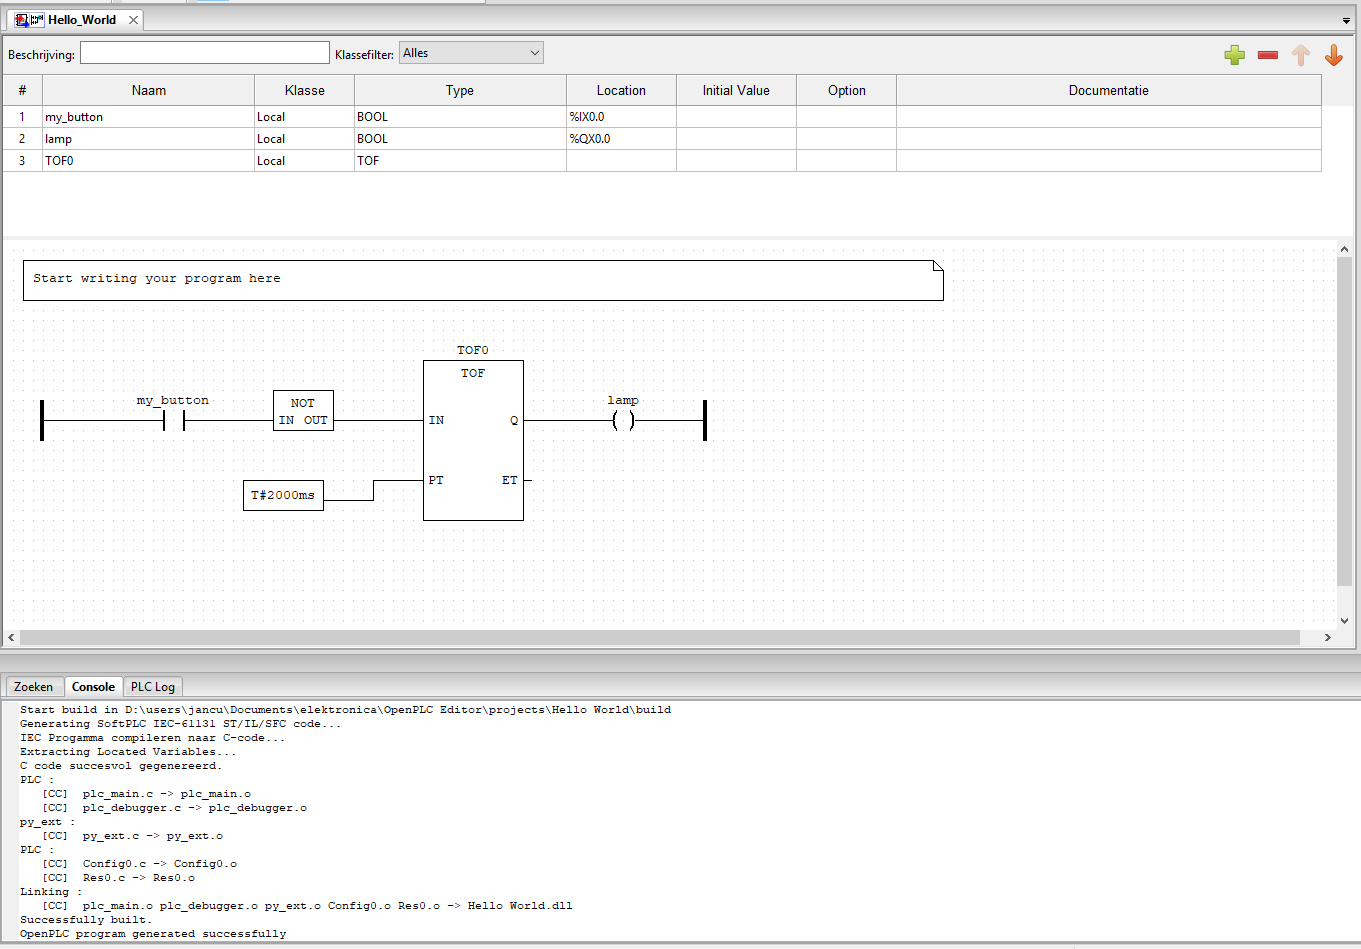 Hello_World
Beschrijving: Klassefilter: Alles
# Naam Klasse Type Location Initial Value Option Documentatie
1 my_button Local BOOL %IX0.0
2 lamp Local BOOL %QX0.0
3 TOF0 Local TOF
Start writing your program here
TOF0
TOF
my_button NOT lamp
IN OUT IN Q
T#2000ms PT ET
Zoeken Console PLC Log
Start build in D:\users\jancu\Documents\elektronica\OpenPLC Editor\projects\Hello World\build
Generating SoftPLC IEC-61131 ST/IL/SFC code...
IEC Progamma compileren naar C-code...
Extracting Located Variables...
C code succesvol gegenereerd.
PLC :
[CC] plc_main.c -> plc_main.o
[CC] plc_debugger.c -> plc_debugger.o
py_ext :
[CC] py_ext.c -> py_ext.o
PLC :
[CC] Config0.c -> Config0.o
[CC] Res0.c -> Res0.o
Linking :
[CC] plc_main.o plc_debugger.o py_ext.o Config0.o Res0.o -> Hello World.dll
Successfully built.
OpenPLC program generated successfully